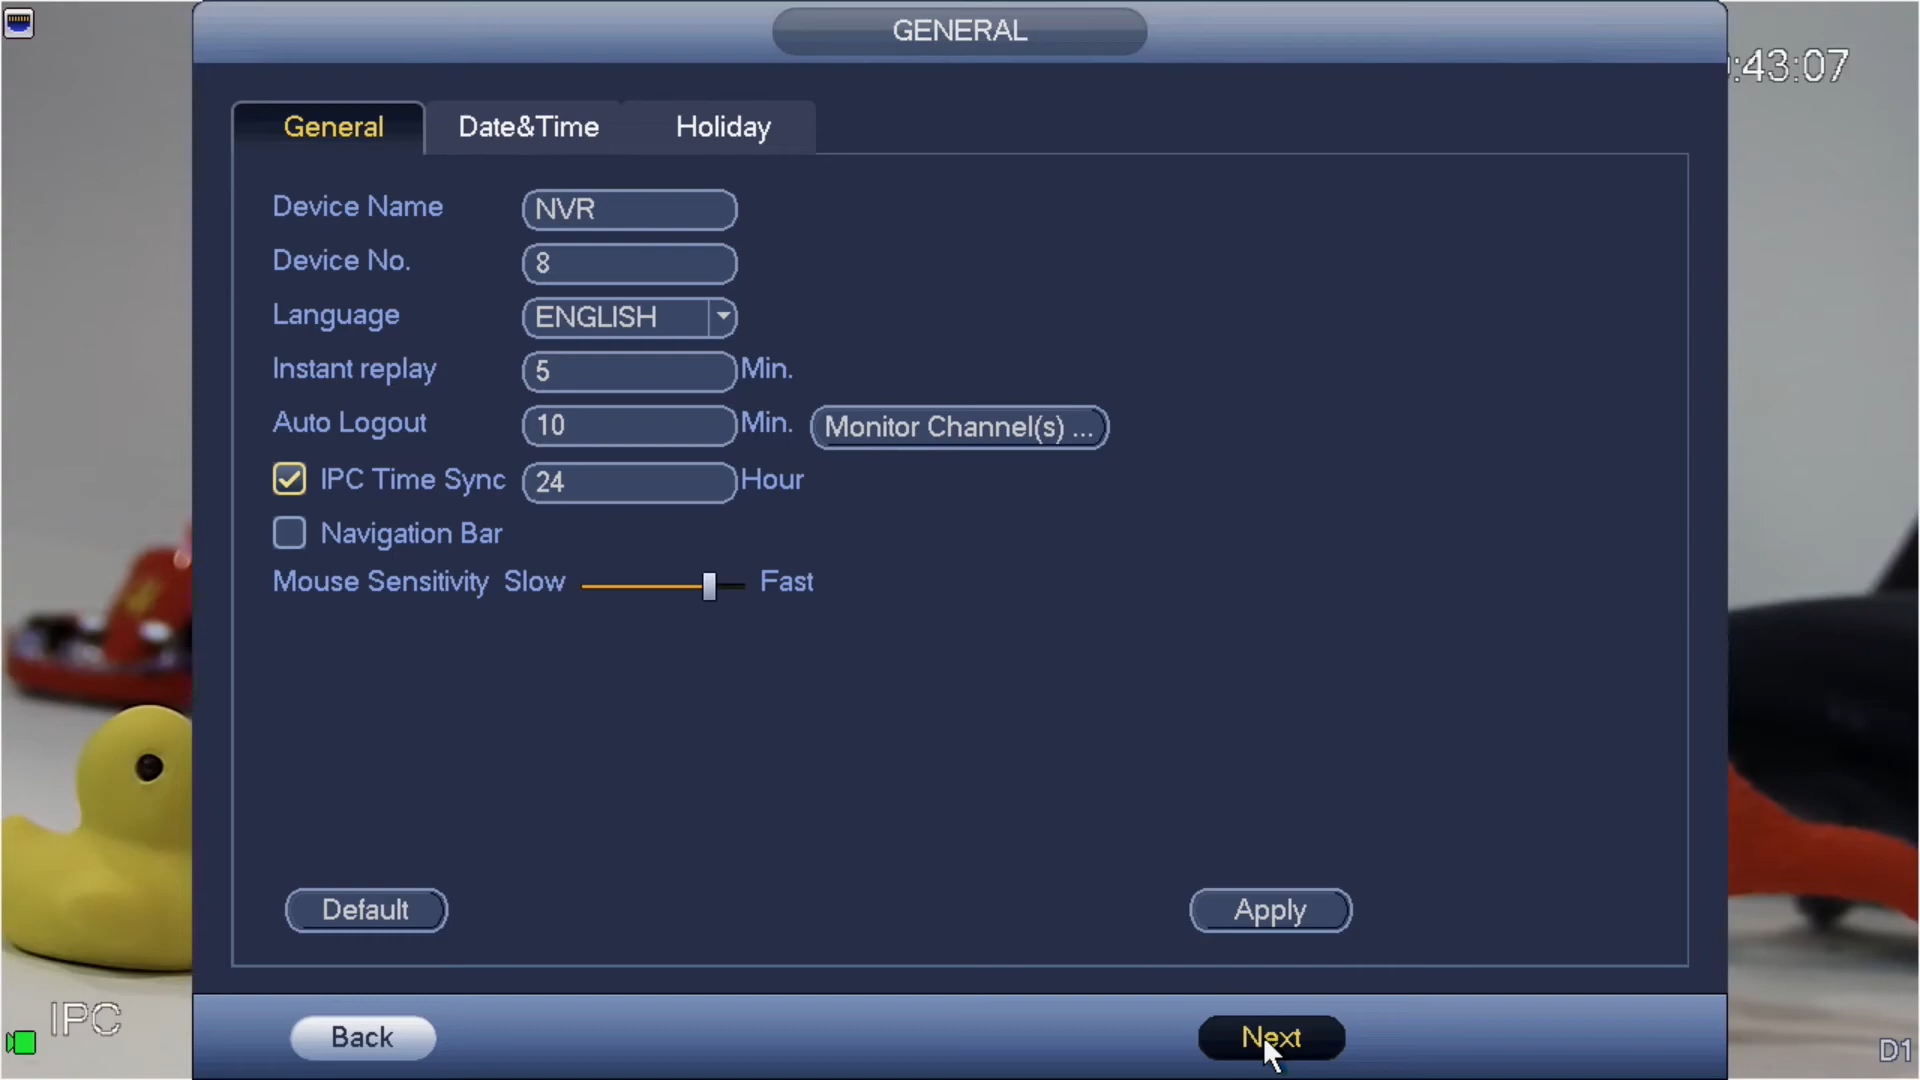 GENERAL
:43:07
General Date&Time Holiday
Device Name NVR
Device No. 8
Language ENGLISH
Instant replay 5 Min.
Auto Logout 10 Min. Monitor Channel(s) ...
IPC Time Sync 24 Hour
Navigation Bar
Mouse Sensitivity Slow Fast
Default Apply
IPC
Back Next
D1